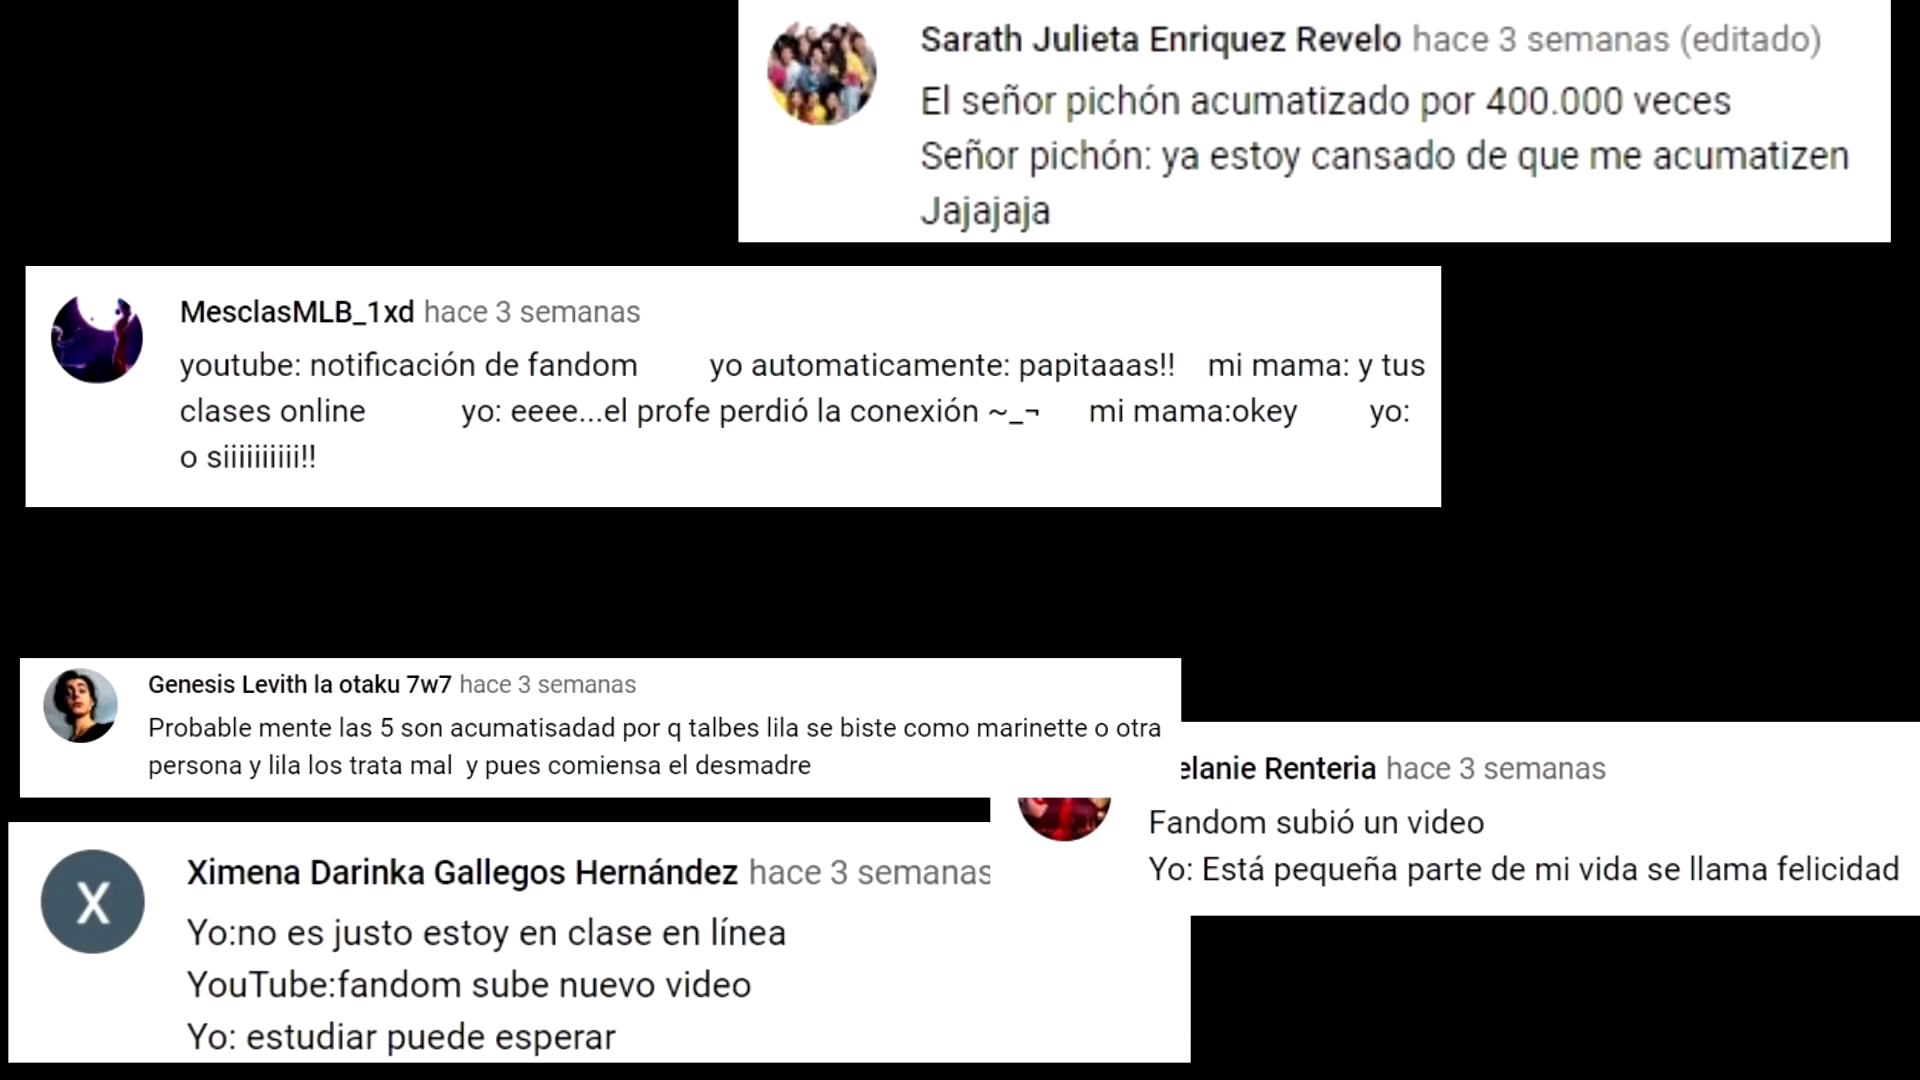 Sarath Julieta Enriquez Revelo hace 3 semanas (editado)
El señor pichón acumatizado por 400.000 veces
Señor pichón: ya estoy cansado de que me acumatizen
Jajajaja
MesclasMLB_1xd hace 3 semanas
youtube: notificación de fandom yo automaticamente: papitaaas!! mi mama: y tus
clases online yo: eeee...el profe perdió la conexión ~_¬ mi mama:okey yo:
o siiiiiiiiii!!
Genesis Levith la otaku 7w7 hace 3 semanas
Probable mente las 5 son acumatisadad por q talbes lila se biste como marinette o otra
persona y lila los trata mal y pues comiensa el desmadre
elanie Renteria hace 3 semanas
Fandom subió un video
Yo: Está pequeña parte de mi vida se llama felicidad
X
Ximena Darinka Gallegos Hernández hace 3 semanas
Yo:no es justo estoy en clase en línea
YouTube:fandom sube nuevo video
Yo: estudiar puede esperar